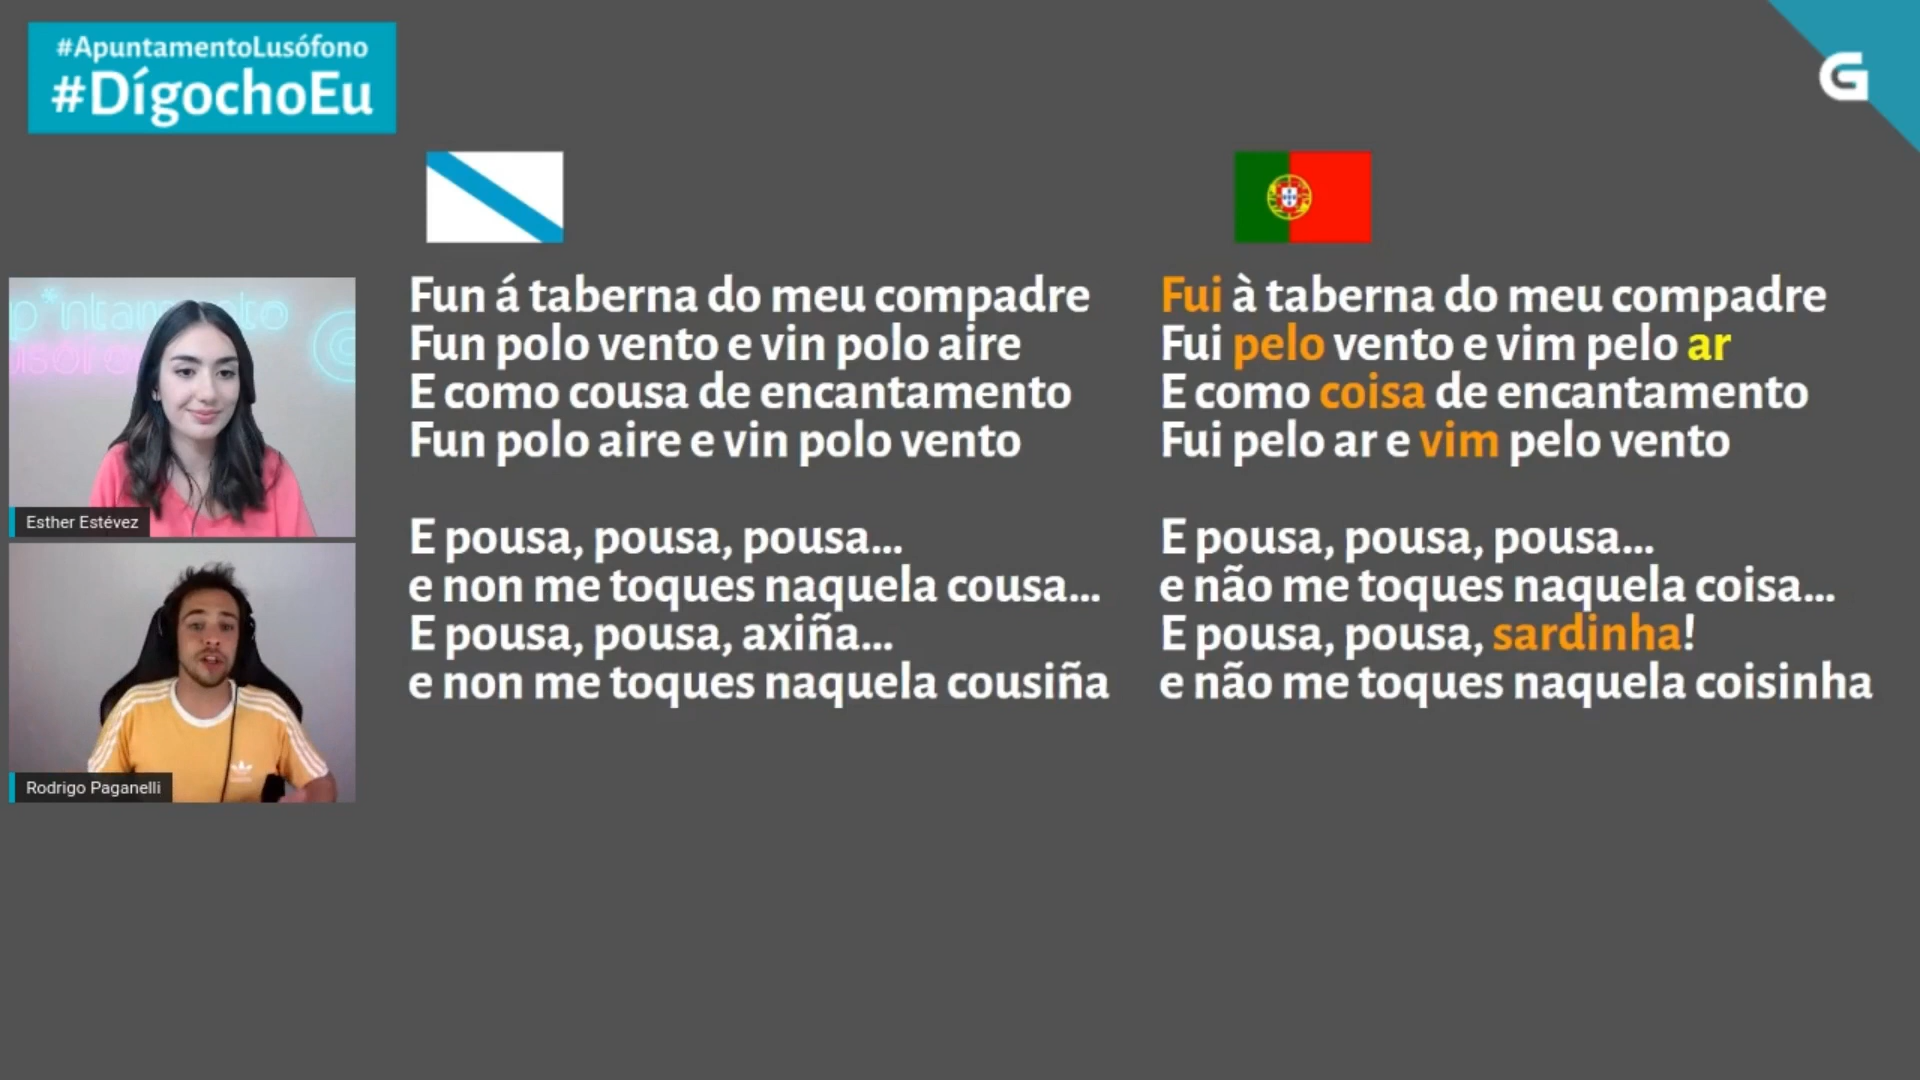 #ApuntamentoLusófono
#DígochoEu
G
Fun á taberna do meu compadre
Fun polo vento e vin polo aire
E como cousa de encantamento
Fun polo aire e vin polo vento
E pousa, pousa, pousa...
e non me toques naquela cousa...
E pousa, pousa, axiña...
e non me toques naquela cousiña
Fui à taberna do meu compadre
Fui pelo vento e vim pelo ar
E como coisa de encantamento
Fui pelo ar e vim pelo vento
E pousa, pousa, pousa...
e não me toques naquela coisa...
E pousa, pousa, sardinha!
e não me toques naquela coisinha
Esther Estévez
Rodrigo Paganelli